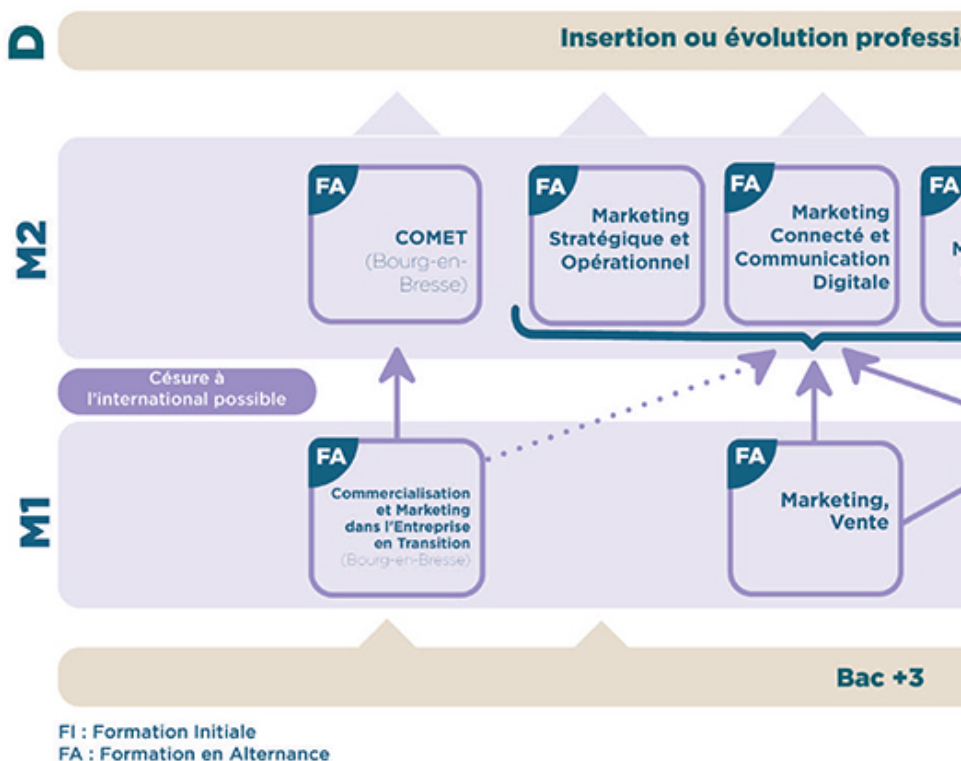 D
Insertion ou évolution professi
M2
FA
COMET
(Bourg-en-
Bresse)
FA
Marketing
Stratégique et
Opérationnel
FA
Marketing
Connecté et
Communication
Digitale
FA
M
Césure à
l'international possible
M1
FA
Commercialisation
et Marketing
dans l'Entreprise
en Transition
(Bourg-en-Bresse)
FA
Marketing,
Vente
Bac +3
FI : Formation Initiale
FA : Formation en Alternance